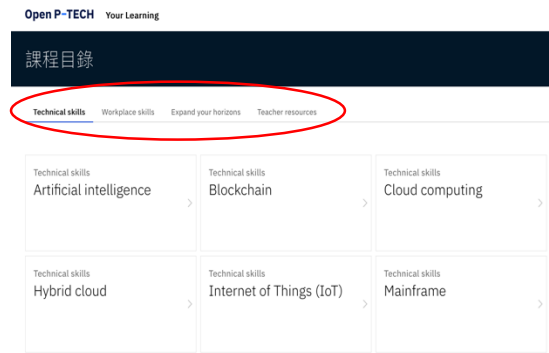 Open P-TECH Your Learning
課程目錄
Technical skills Workplace skills Expand your horizons Teacher resources
Technical skills Technical skills Technical skills
Artificial intelligence Blockchain Cloud computing
Technical skills Technical skills Technical skills
Hybrid cloud Internet of Things (IoT) Mainframe